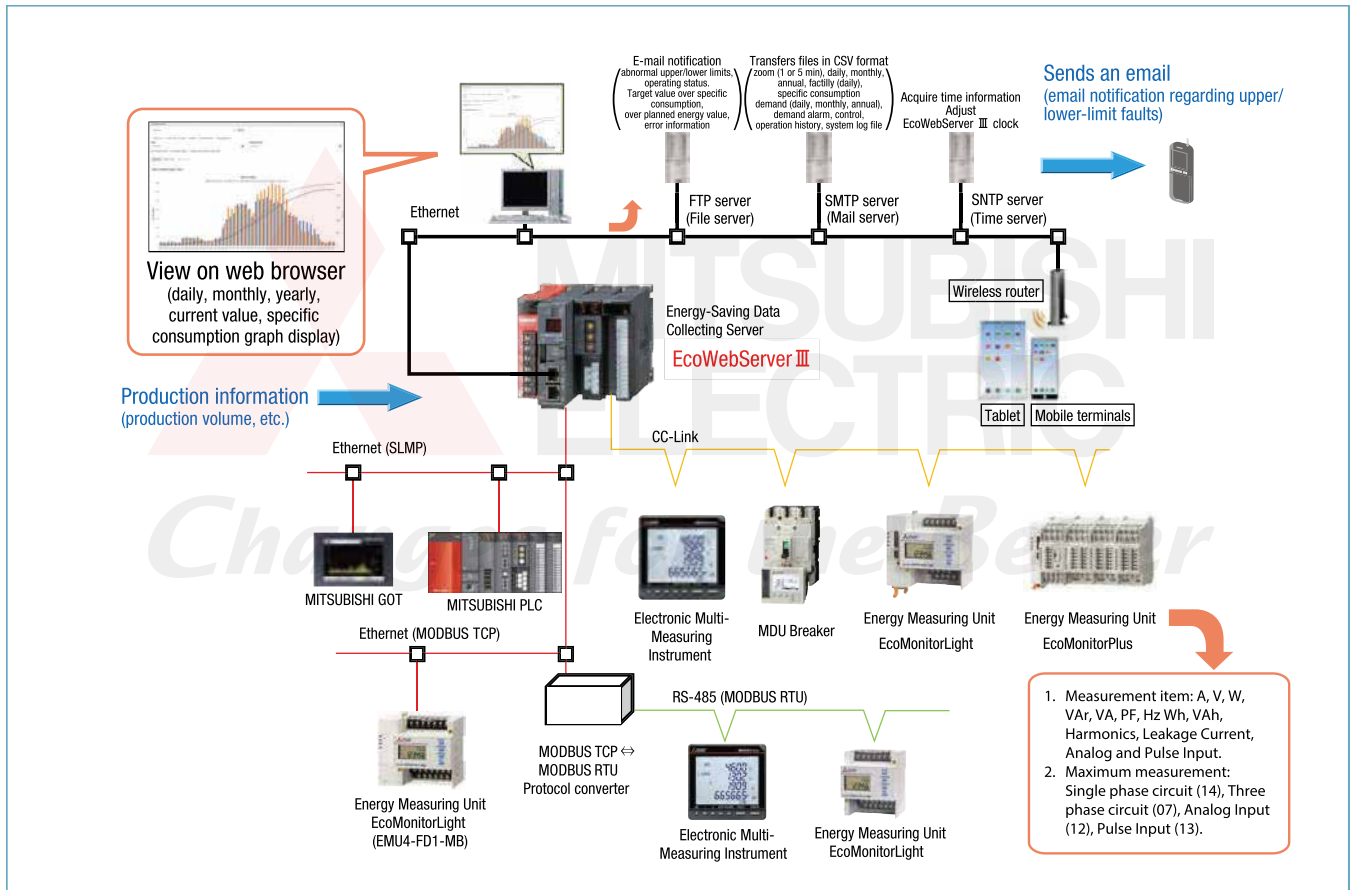 E-mail notification
abnormal upper/lower limits,
operating status.
Target value over specific
consumption,
over planned energy value,
error information
Transfers files in CSV format
zoom (1 or 5 min), daily, monthly,
annual, factilly (daily),
specific consumption
demand (daily, monthly, annual),
demand alarm, control,
operation history, system log file
Acquire time information
Adjust
EcoWebServer III clock
Sends an email
(email notification regarding upper/
lower-limit faults)
FTP server
(File server)
SMTP server
(Mail server)
SNTP server
(Time server)
Ethernet
View on web browser
(daily, monthly, yearly,
current value, specific
consumption graph display)
MITSUBISHI
ELECTRIC
Changes for the Better
Wireless router
Energy-Saving Data
Collecting Server
EcoWebServer III
Tablet
Mobile terminals
Production information
(production volume, etc.)
Ethernet (SLMP)
CC-Link
MITSUBISHI GOT
MITSUBISHI PLC
Electronic Multi-
Measuring
Instrument
MDU Breaker
Energy Measuring Unit
EcoMonitorLight
Energy Measuring Unit
EcoMonitorPlus
Ethernet (MODBUS TCP)
RS-485 (MODBUS RTU)
MODBUS TCP ⇔
MODBUS RTU
Protocol converter
Energy Measuring Unit
EcoMonitorLight
(EMU4-FD1-MB)
Electronic Multi-
Measuring Instrument
Energy Measuring Unit
EcoMonitorLight
1. Measurement item: A, V, W,
VAr, VA, PF, Hz Wh, VAh,
Harmonics, Leakage Current,
Analog and Pulse Input.
2. Maximum measurement:
Single phase circuit (14), Three
phase circuit (07), Analog Input
(12), Pulse Input (13).